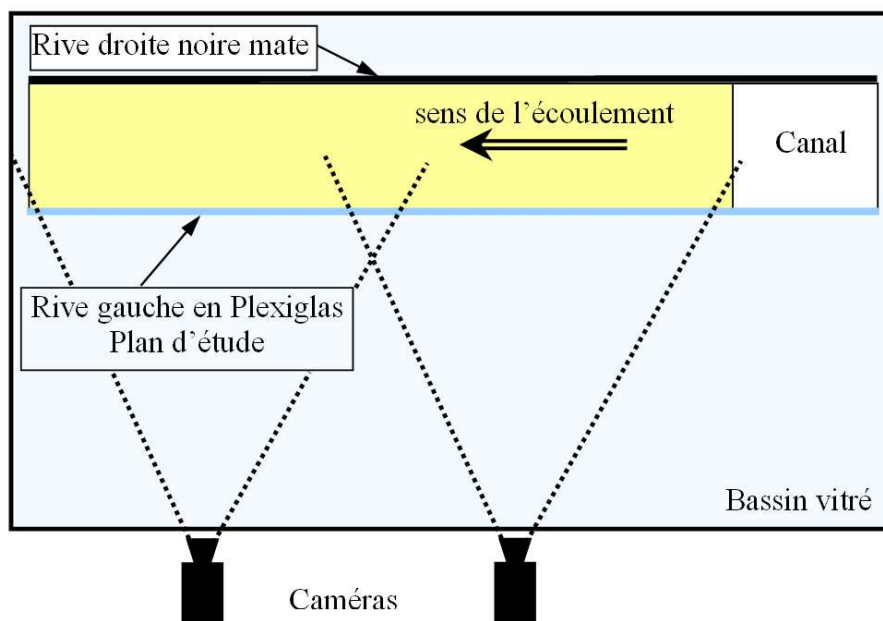 Rive droite noire mate
sens de l’écoulement
Canal
Rive gauche en Plexiglas
Plan d’étude
Bassin vitré
Caméras